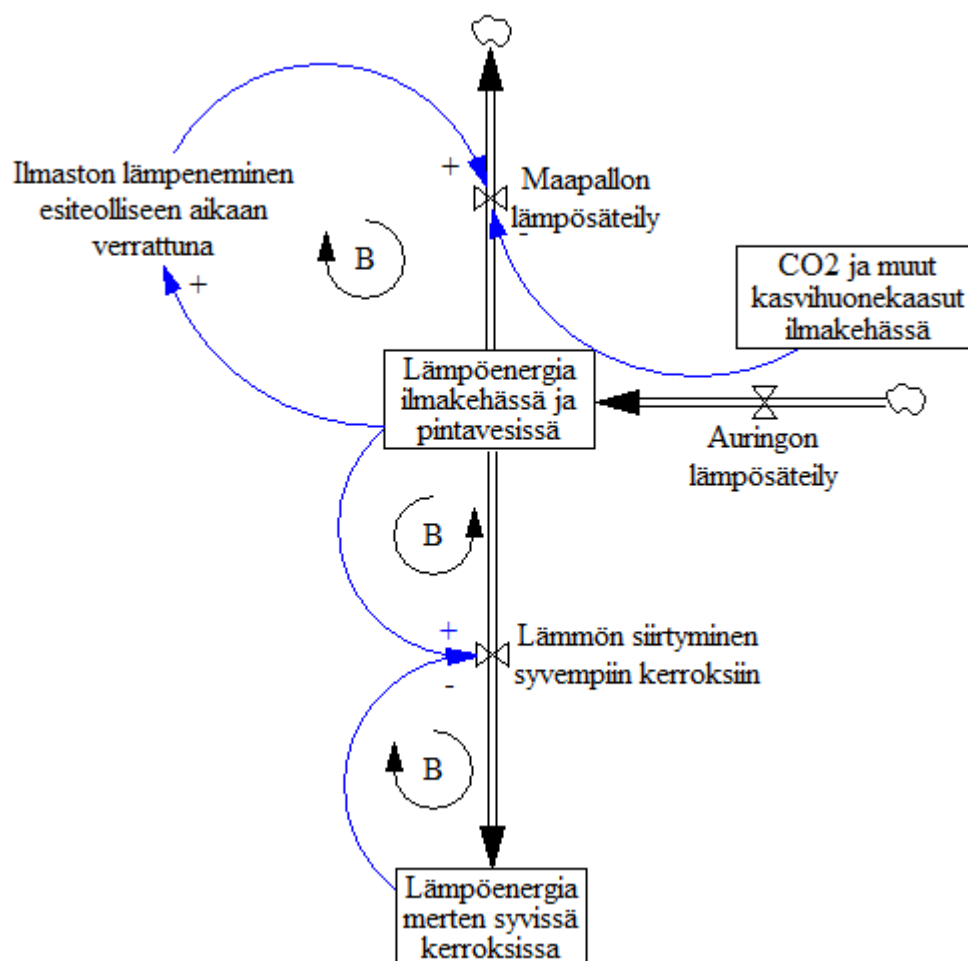 Ilmaston lämpeneminen
esiteolliseen aikaan
verrattuna
+
+
Maapallon
lämpösäteily
-
B
CO2 ja muut
kasvihuonekaasut
ilmakehässä
Lämpöenergia
ilmakehässä ja
pintavesissä
Auringon
lämpösäteily
B
+
-
Lämmön siirtyminen
syvempiin kerroksiin
B
Lämpöenergia
merten syvissä
kerroksissa